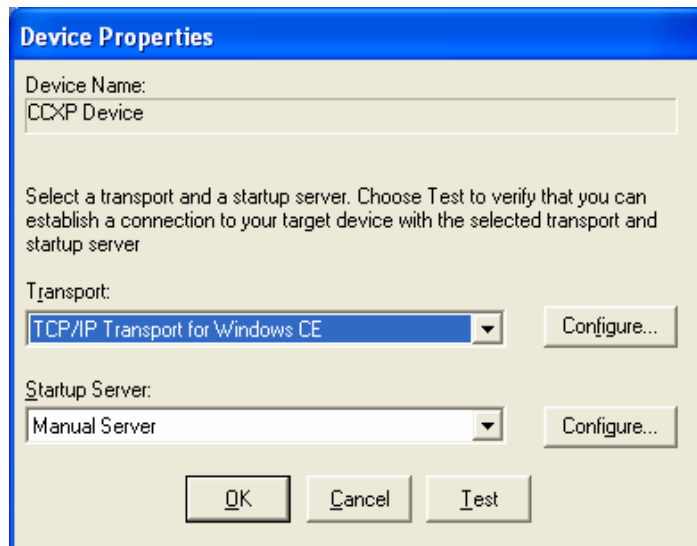 Device Properties
Device Name:
CCXP Device
Select a transport and a startup server. Choose Test to verify that you can
establish a connection to your target device with the selected transport and
startup server
Transport:
TCP/IP Transport for Windows CE
Configure...
Startup Server:
Manual Server
Configure...
OK
Cancel
Test